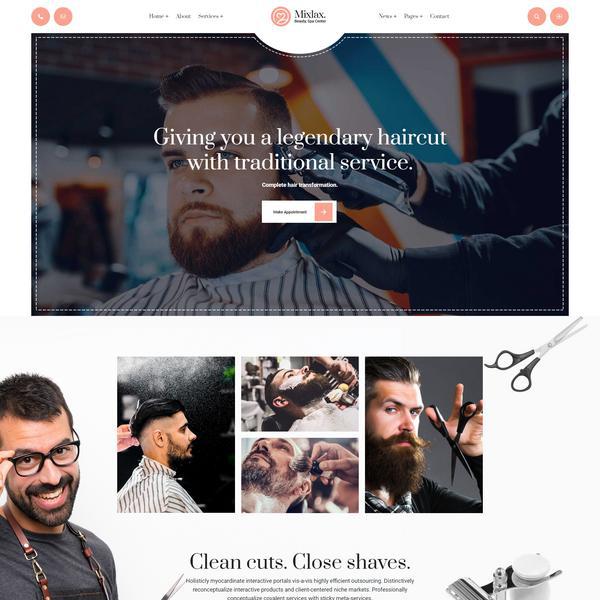 Home + About Services + Mixlax. News + Pages + Contact
Beauty, Spa Center
Giving you a legendary haircut
with traditional service.
Complete hair transformation.
Make Appointment
Clean cuts. Close shaves.
Holisticly myocardinate interactive portals vis-a-vis highly efficient outsourcing. Distinctively
reconceptualize interactive products and client-centered niche markets. Professionally
conceptualize covalent services with sticky meta-services.